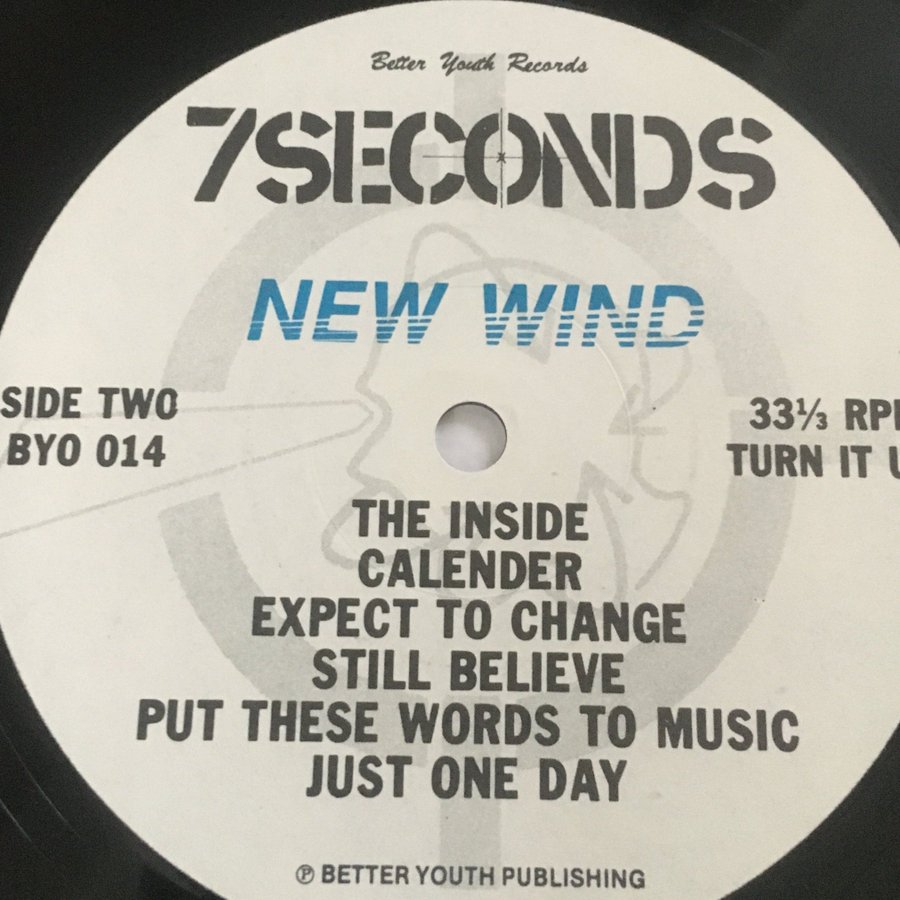 Better Youth Records
7SECONDS
NEW WIND
SIDE TWO
BYO 014
33⅓
TURN IT
THE INSIDE
CALENDER
EXPECT TO CHANGE
STILL BELIEVE
PUT THESE WORDS TO MUSIC
JUST ONE DAY
Ⓟ BETTER YOUTH PUBLISHING